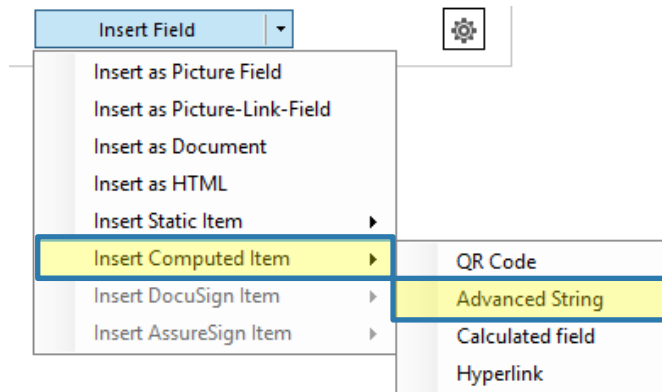 Insert Field
Insert as Picture Field
Insert as Picture-Link-Field
Insert as Document
Insert as HTML
Insert Static Item
Insert Computed Item
Insert DocuSign Item
Insert AssureSign Item
QR Code
Advanced String
Calculated field
Hyperlink